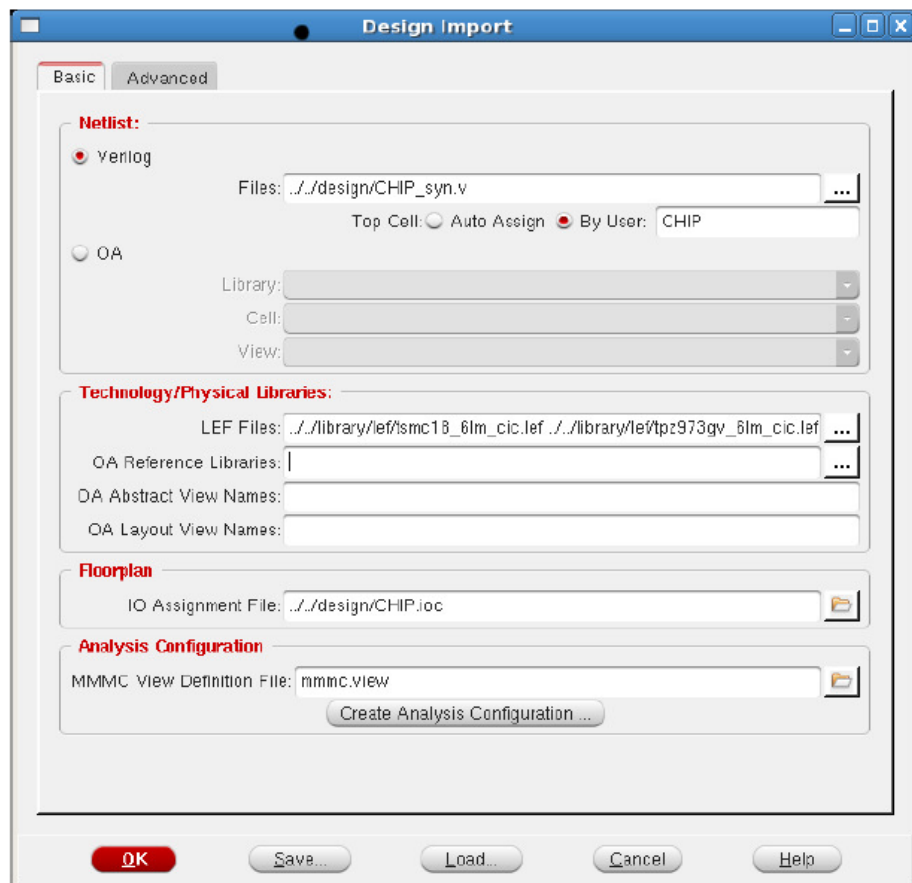 Design Import
Basic Advanced
Netlist:
Verilog
Files: ../../design/CHIP_syn.v ...
Top Cell: Auto Assign By User: CHIP
OA
Library:
Cell:
View:
Technology/Physical Libraries:
LEF Files: ../../library/lef/tsmc18_6lm_cic.lef ../../library/lef/tpz973gv_6lm_cic.lef ...
OA Reference Libraries: ...
OA Abstract View Names:
OA Layout View Names:
Floorplan
IO Assignment File: ../../design/CHIP.ioc
Analysis Configuration
MMMC View Definition File: mmmc.view
Create Analysis Configuration ...
OK Save... Load... Cancel Help